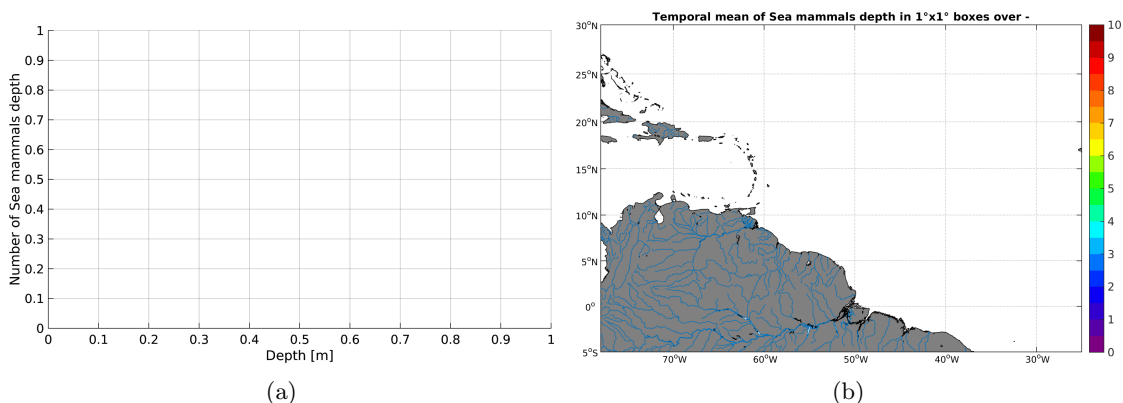 Temporal mean of Sea mammals depth in 1°x1° boxes over -
1
0.9
0.8
0.7
0.6
0.5
0.4
0.3
0.2
0.1
0
Number of Sea mammals depth
0 0.1 0.2 0.3 0.4 0.5 0.6 0.7 0.8 0.9 1
Depth [m]
(a)
30°N
25°N
20°N
15°N
10°N
5°N
0°
5°S
70°W 60°W 50°W 40°W 30°W
10
9
8
7
6
5
4
3
2
1
0
(b)